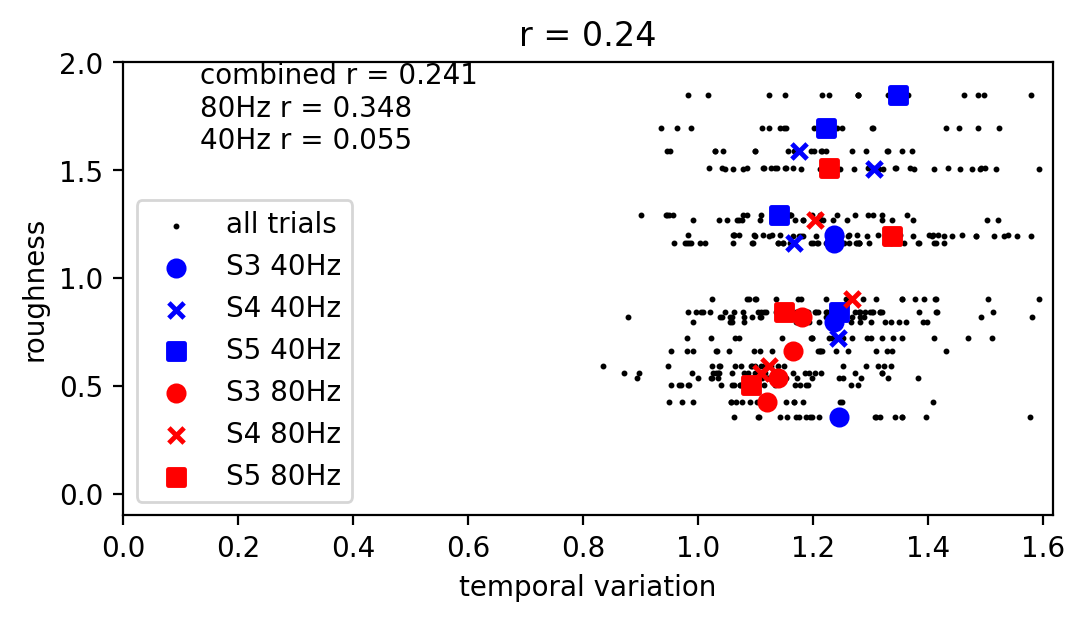 r = 0.24
combined r = 0.241
80Hz r = 0.348
40Hz r = 0.055
2.0
1.5
1.0
0.5
0.0
roughness
all trials
S3 40Hz
S4 40Hz
S5 40Hz
S3 80Hz
S4 80Hz
S5 80Hz
0.0 0.2 0.4 0.6 0.8 1.0 1.2 1.4 1.6
temporal variation